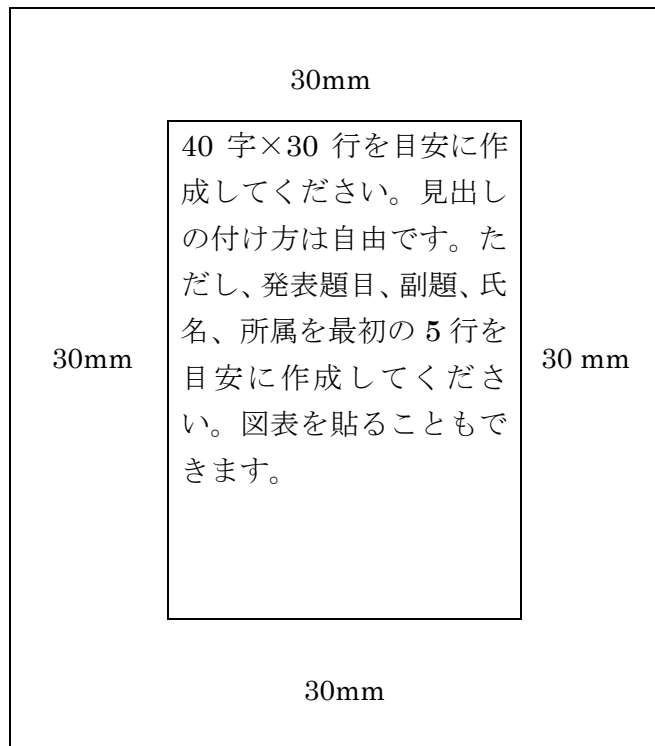 30mm
40 字×30 行を目安に作
成してください。見出し
の付け方は自由です。た
だし、発表題目、副題、氏
名、所属を最初の 5 行を
目安に作成してくださ
い。図表を貼ることもで
きます。
30mm
30 mm
30mm